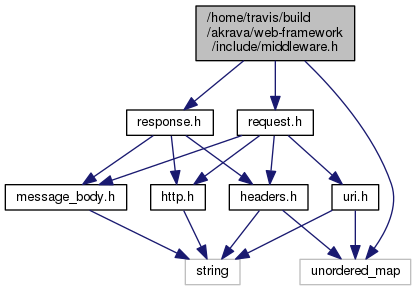 /home/travis/build
/akrava/web-framework
/include/middleware.h
response.h
request.h
message_body.h
http.h
headers.h
uri.h
string
unordered_map